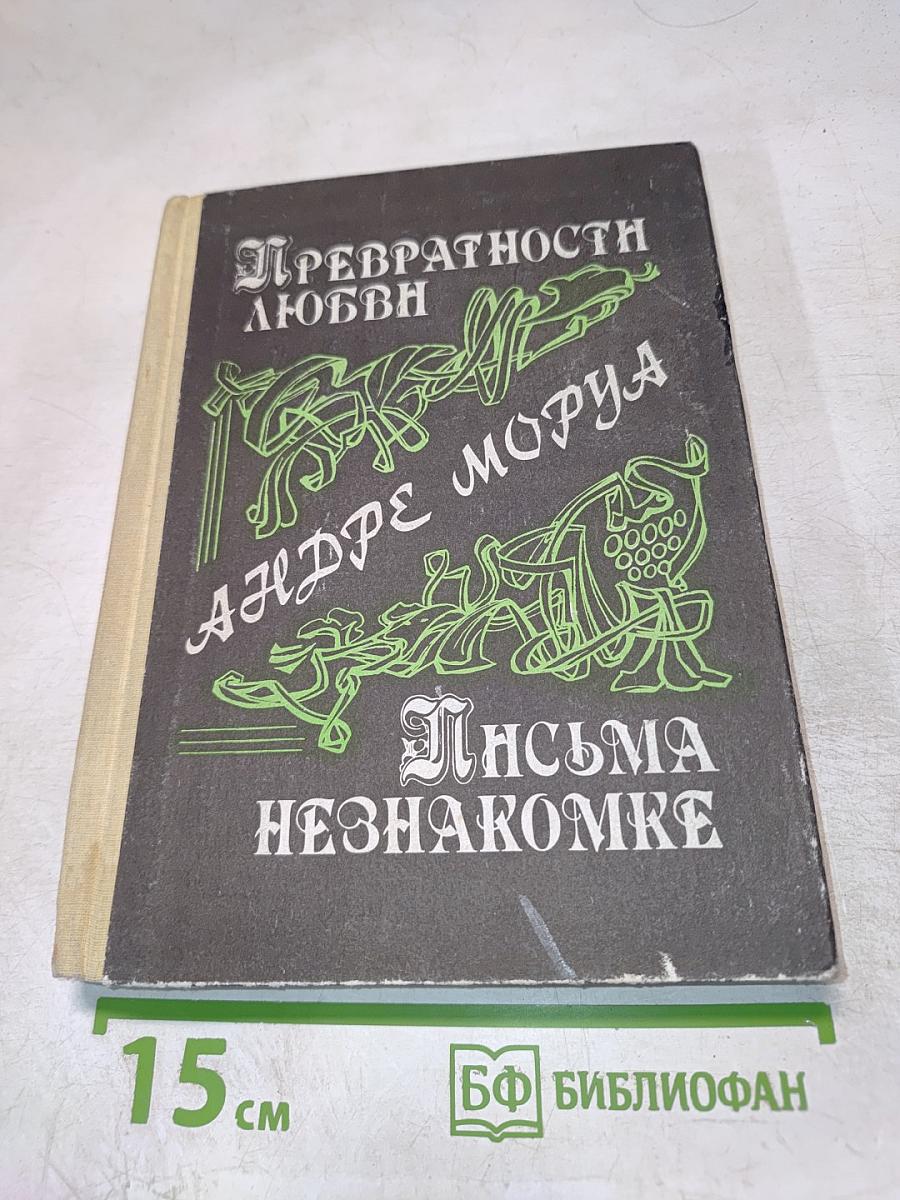 Превратности
любви
Андре Моруа
Письма
незнакомке
15 см
БФ БИБЛИОФАН